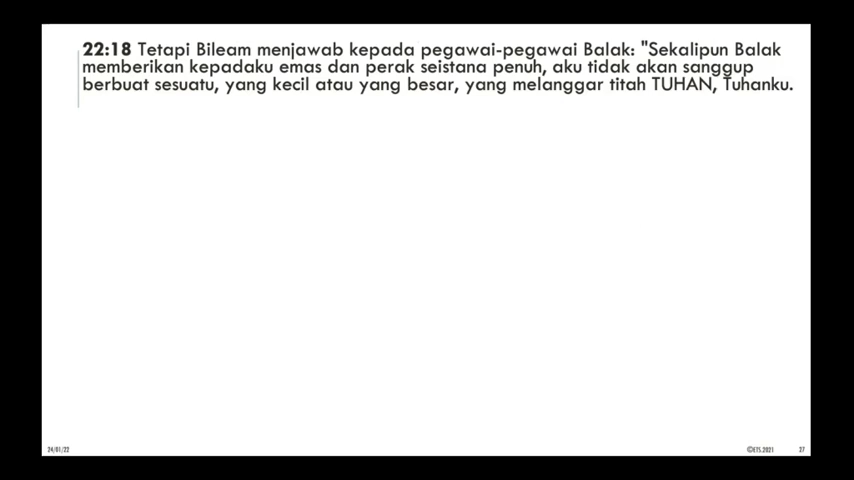 22:18 Tetapi Bileam menjawab kepada pegawai-pegawai Balak: "Sekalipun Balak
memberikan kepadaku emas dan perak seistana penuh, aku tidak akan sanggup
berbuat sesuatu, yang kecil atau yang besar, yang melanggar titah TUHAN, Tuhanku.
24/01/22
©ETS.2021
27